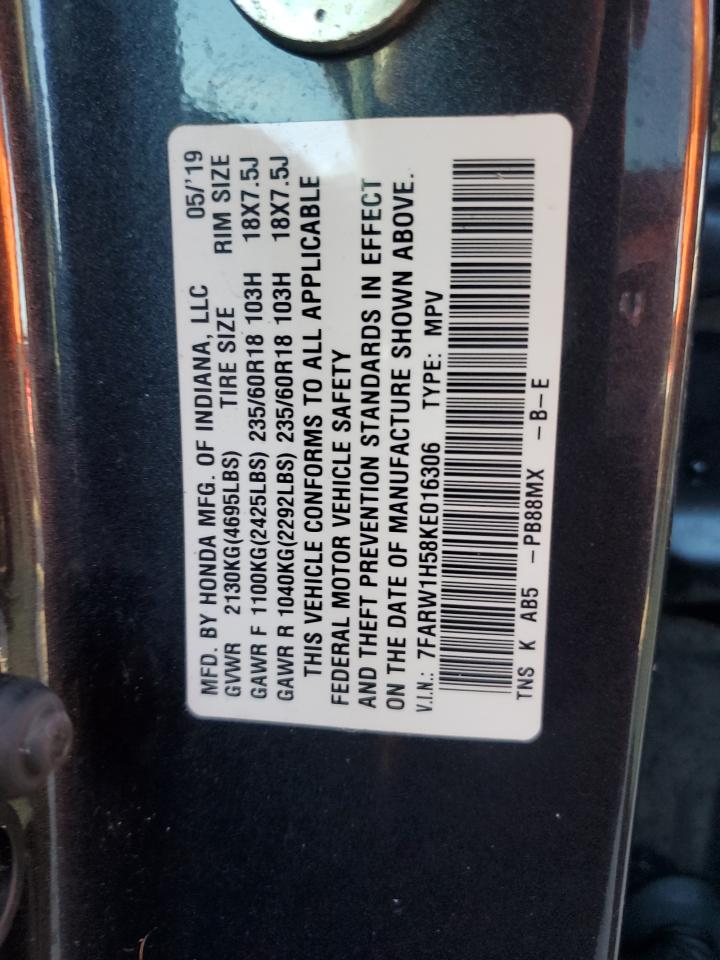 MFD. BY HONDA MFG. OF INDIANA, LLC 05/'19
GVWR 2130KG(4695LBS) TIRE SIZE RIM SIZE
GAWR F 1100KG(2425LBS) 235/60R18 103H 18X7.5J
GAWR R 1040KG(2292LBS) 235/60R18 103H 18X7.5J
THIS VEHICLE CONFORMS TO ALL APPLICABLE
FEDERAL MOTOR VEHICLE SAFETY
AND THEFT PREVENTION STANDARDS IN EFFECT
ON THE DATE OF MANUFACTURE SHOWN ABOVE.
V.I.N.: 7FARW1H58KE016306 TYPE: MPV
TNS K AB5 -PB88MX -B-E